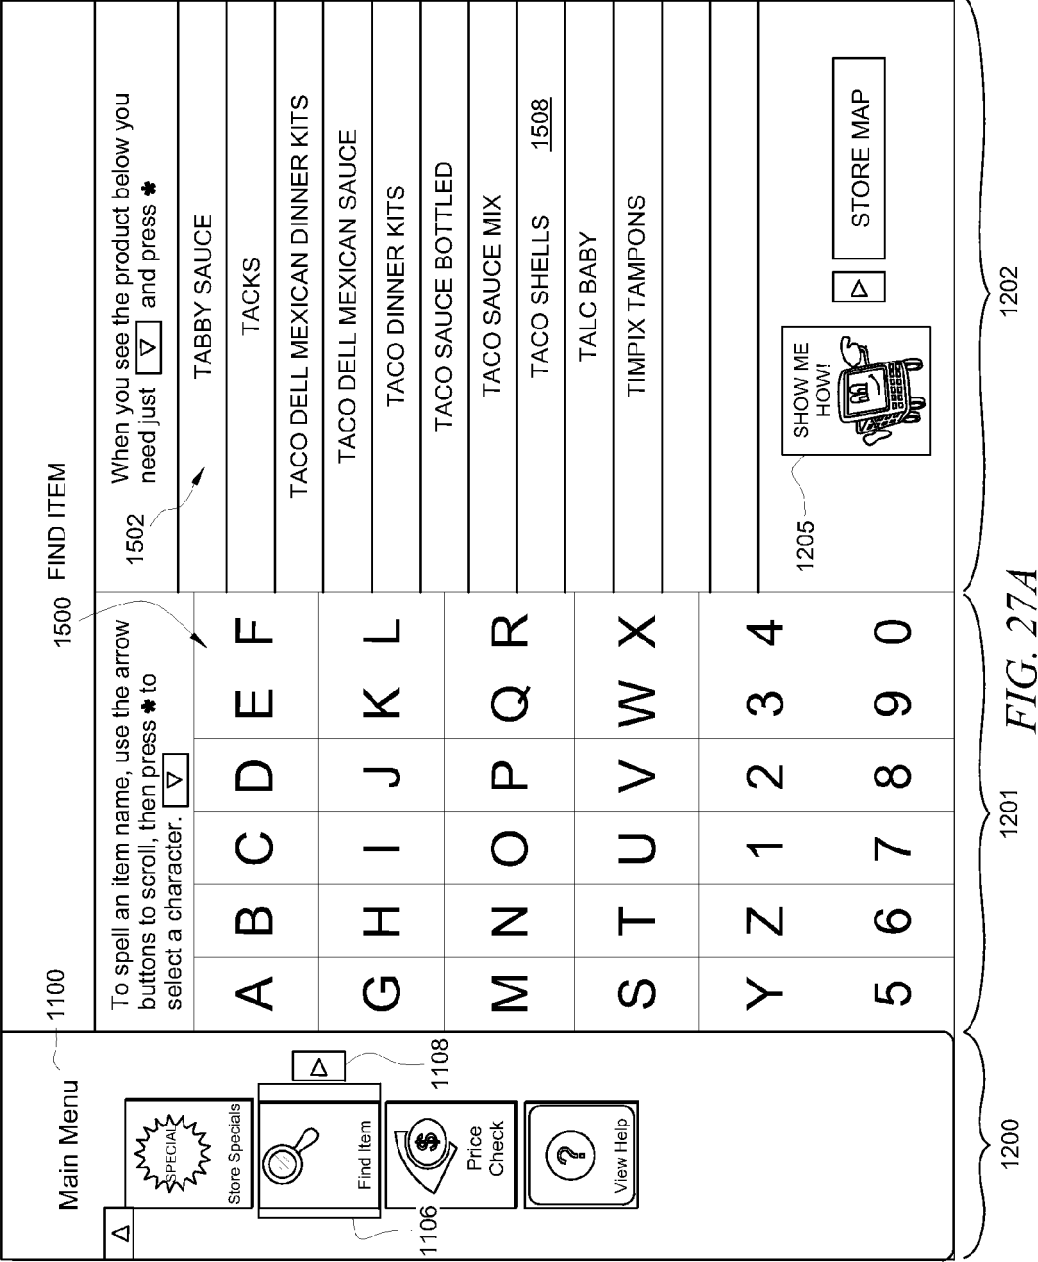 1100
1500 FIND ITEM
Main Menu
SPECIAL
Store Specials
Find Item
Price
Check
?
View Help
1106
1108
To spell an item name, use the arrow
buttons to scroll, then press ✱ to
select a character.
A B C D E F
G H I J K L
M N O P Q R
S T U V W X
Y Z 1 2 3 4
5 6 7 8 9 0
When you see the product below you
need just and press ✱
1502
TABBY SAUCE
TACKS
TACO DELL MEXICAN DINNER KITS
TACO DELL MEXICAN SAUCE
TACO DINNER KITS
TACO SAUCE BOTTLED
TACO SAUCE MIX
TACO SHELLS 1508
TALC BABY
TIMPIX TAMPONS
1205
SHOW ME
HOW!
STORE MAP
$
1200 1201 1202
FIG. 27A